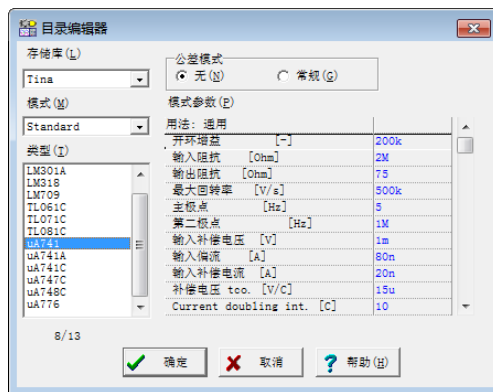 目录编辑器
存储库(L)
Tina
模式(M)
Standard
类型(I)
LM301A
LM318
LM709
TL061C
TL071C
TL081C
uA741
uA741A
uA741C
uA747C
uA748C
uA776
8/13
公差模式
无(N)
常规(G)
模式参数(P)
用法: 通用
开环增益 [-] 200k
输入阻抗 [Ohm] 2M
输出阻抗 [Ohm] 75
最大回转率 [V/s] 500k
主极点 [Hz] 5
第二极点 [Hz] 1M
输入补偿电压 [V] 1m
输入偏流 [A] 80n
输入补偿电流 [A] 20n
补偿电压 tco. [V/C] 15u
Current doubling int. [C] 10
确定
取消
帮助(H)